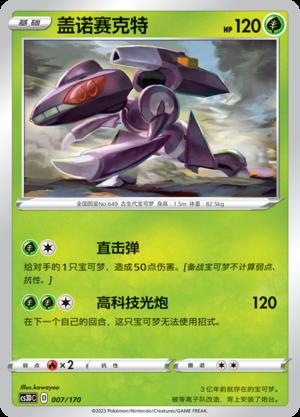 基础 盖诺赛克特 HP 120
全国图鉴No.649 古生代宝可梦 身高：1.5m 体重：82.5kg
直击弹
给对手的1只宝可梦，造成50点伤害。[备战宝可梦不计算弱点、
抗性。]
高科技光炮 120
在下一个自己的回合，这只宝可梦无法使用招式。
弱点 ×2 抗性 撤退
Illus.kawayoo
CS3D C D 007/170
3亿年前就存在的宝可梦。
被等离子队改造，背上安装了炮台。
©2023 Pokémon/Nintendo/Creatures/GAME FREAK.